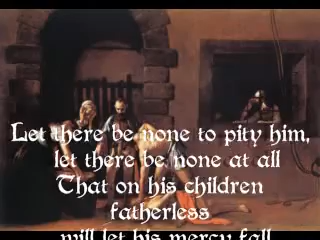 Let there be none to pity him,
let there be none at all
That on his children
fatherless
will let his mercy fall